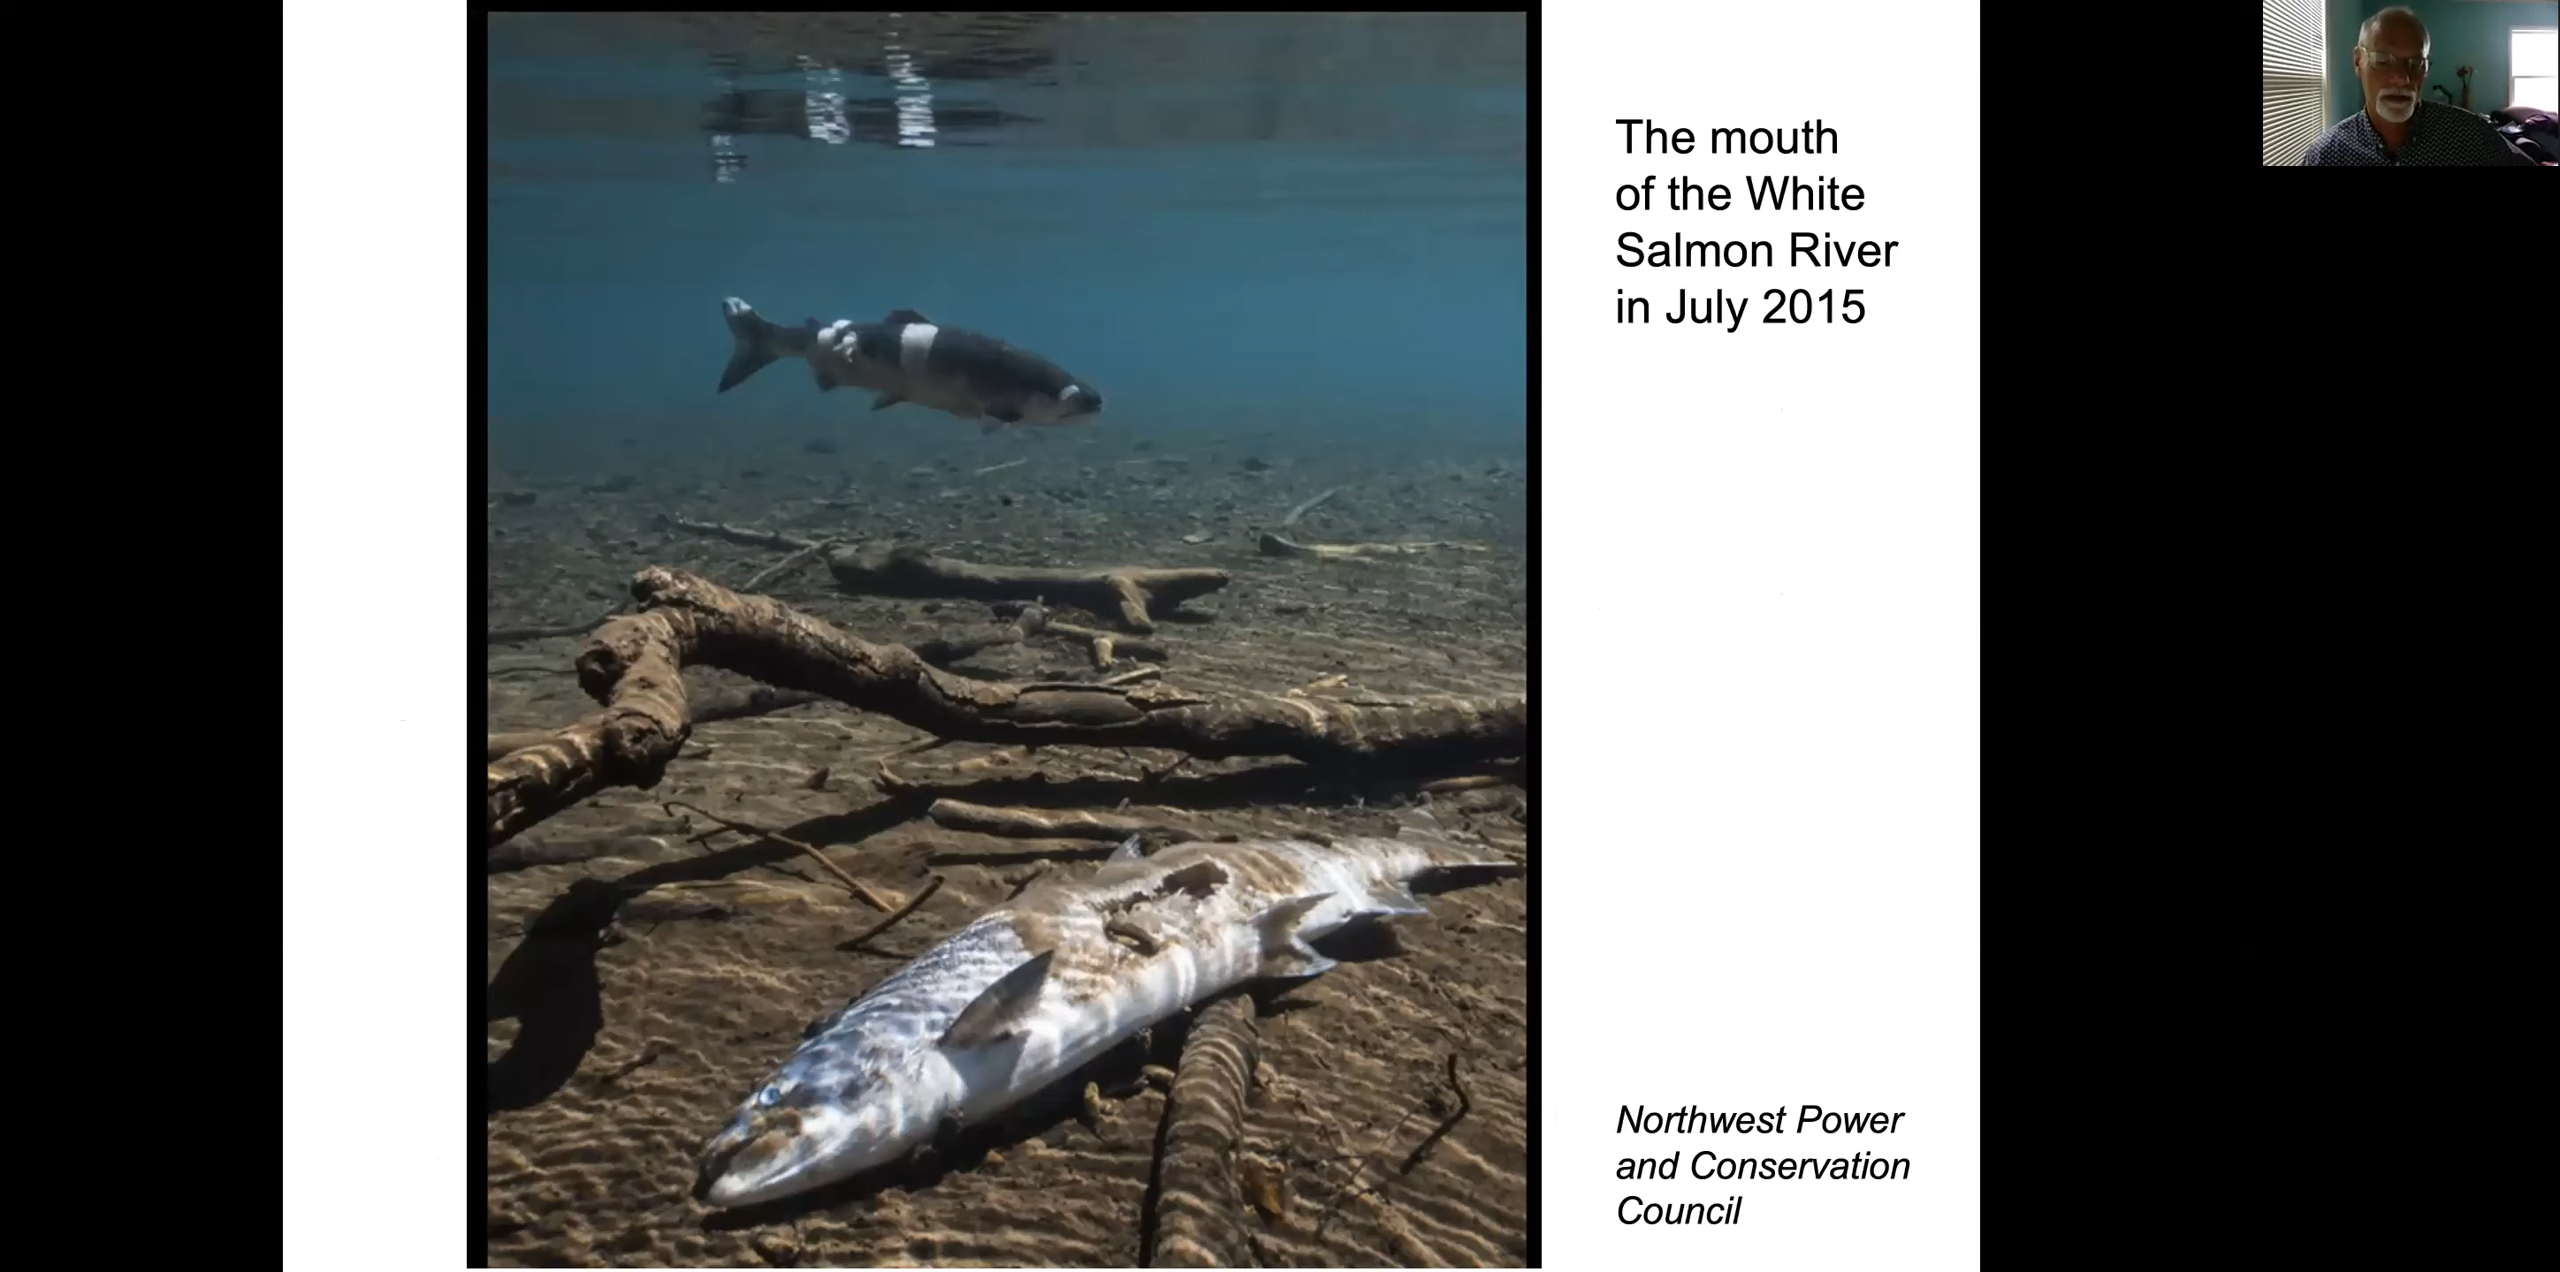 The mouth
of the White
Salmon River
in July 2015
Northwest Power
and Conservation
Council